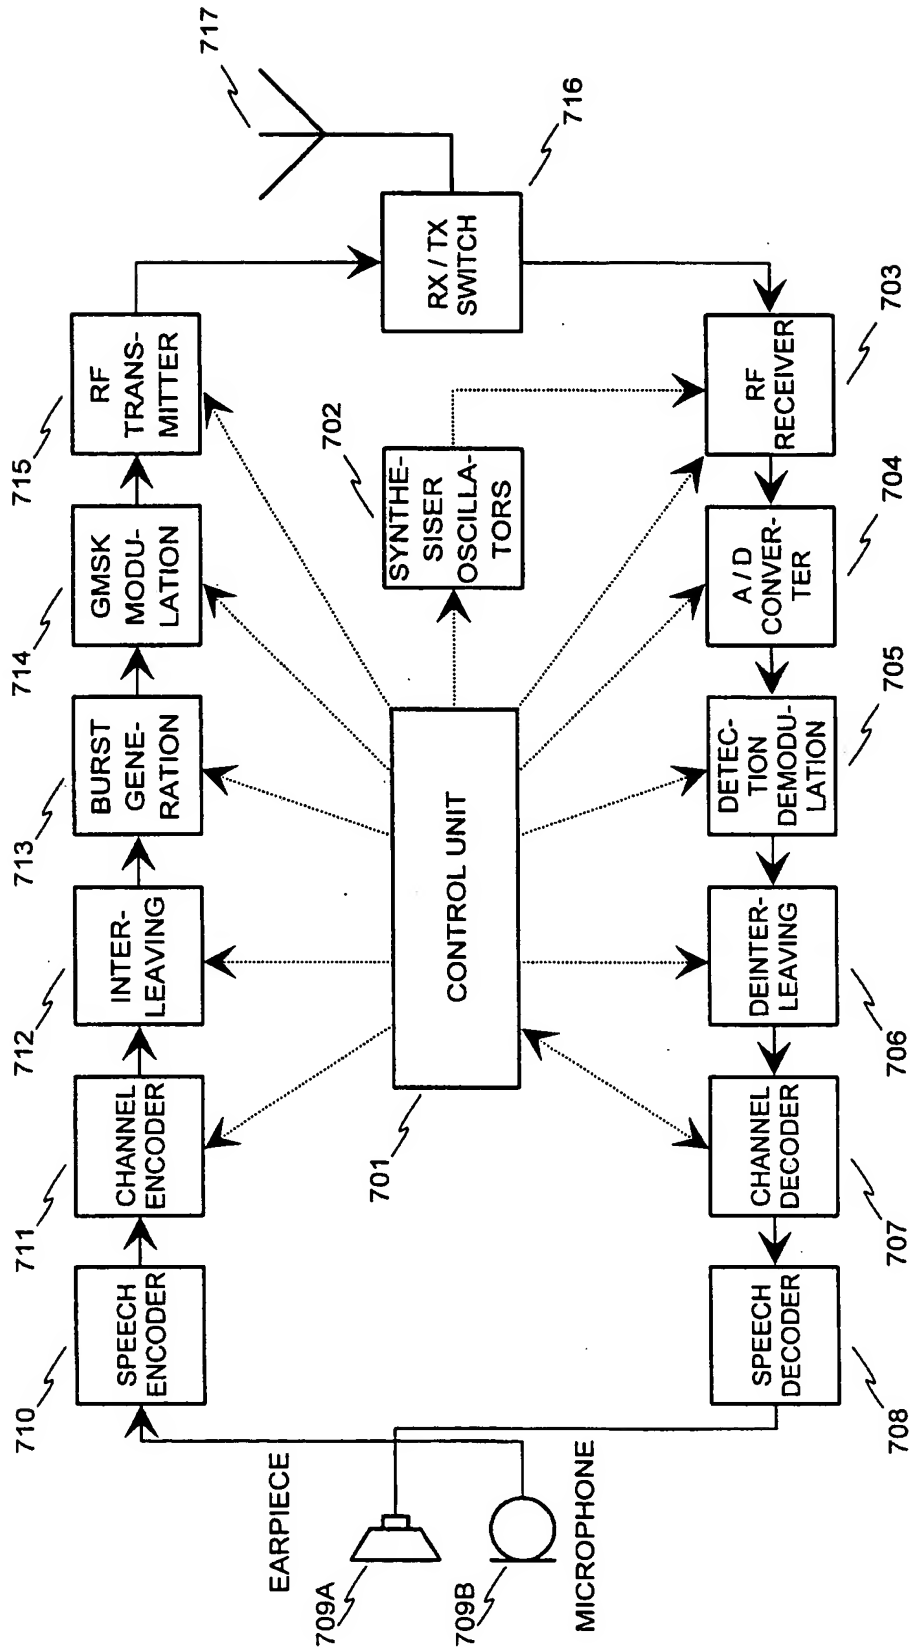 710
711
712
713
714
715
717
SPEECH
ENCODER
CHANNEL
ENCODER
INTER-
LEAVING
BURST
GENE-
RATION
GMSK
MODU-
LATION
RF
TRANS-
MITTER
EARPIECE
709A
709B
MICROPHONE
701
CONTROL UNIT
702
SYNTHE-
SISER
OSCILLA-
TORS
RX / TX
SWITCH
716
SPEECH
DECODER
CHANNEL
DECODER
DEINTER-
LEAVING
DETEC-
TION
DEMODU-
LATION
A / D
CONVER-
TER
RF
RECEIVER
708
707
706
705
704
703